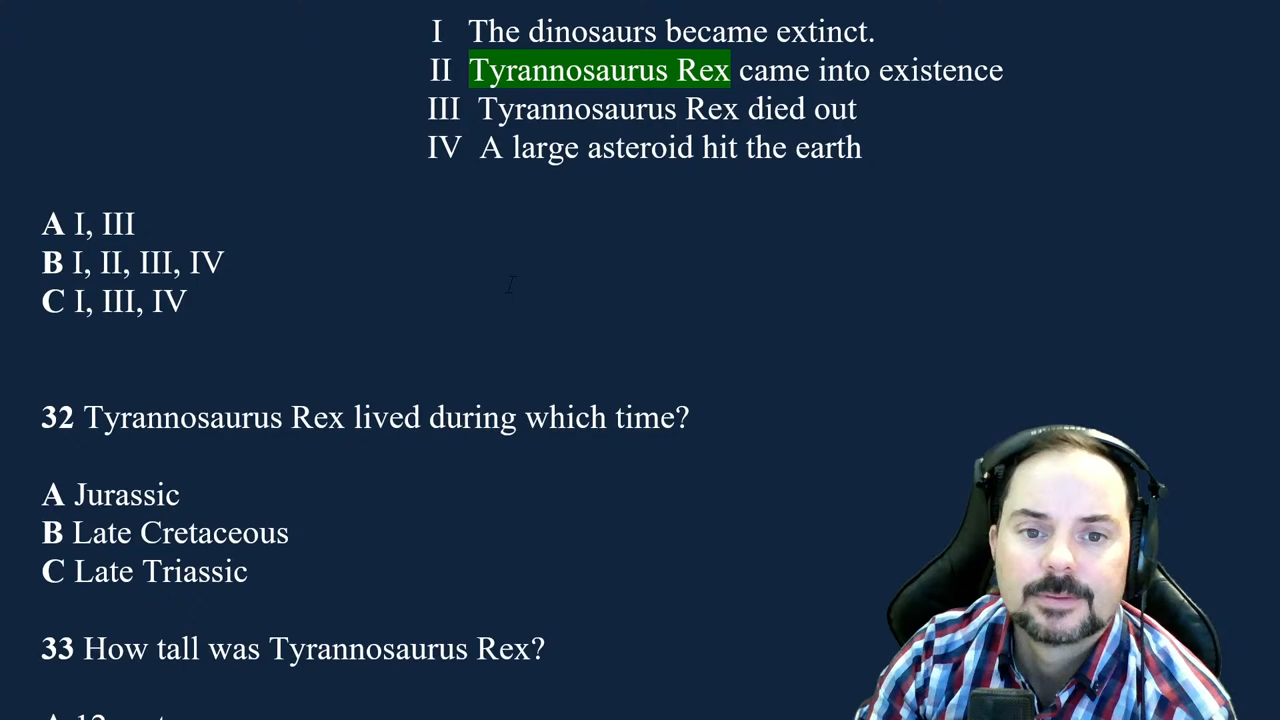 I The dinosaurs became extinct.
II Tyrannosaurus Rex came into existence
III Tyrannosaurus Rex died out
IV A large asteroid hit the earth
A I, III
B I, II, III, IV
C I, III, IV
32 Tyrannosaurus Rex lived during which time?
A Jurassic
B Late Cretaceous
C Late Triassic
33 How tall was Tyrannosaurus Rex?